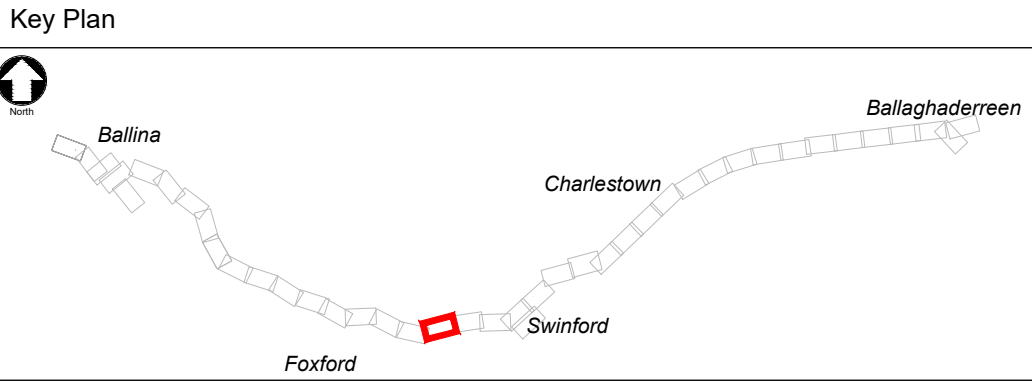 Key Plan
North
Ballina
Ballaghaderreen
Charlestown
Swinford
Foxford